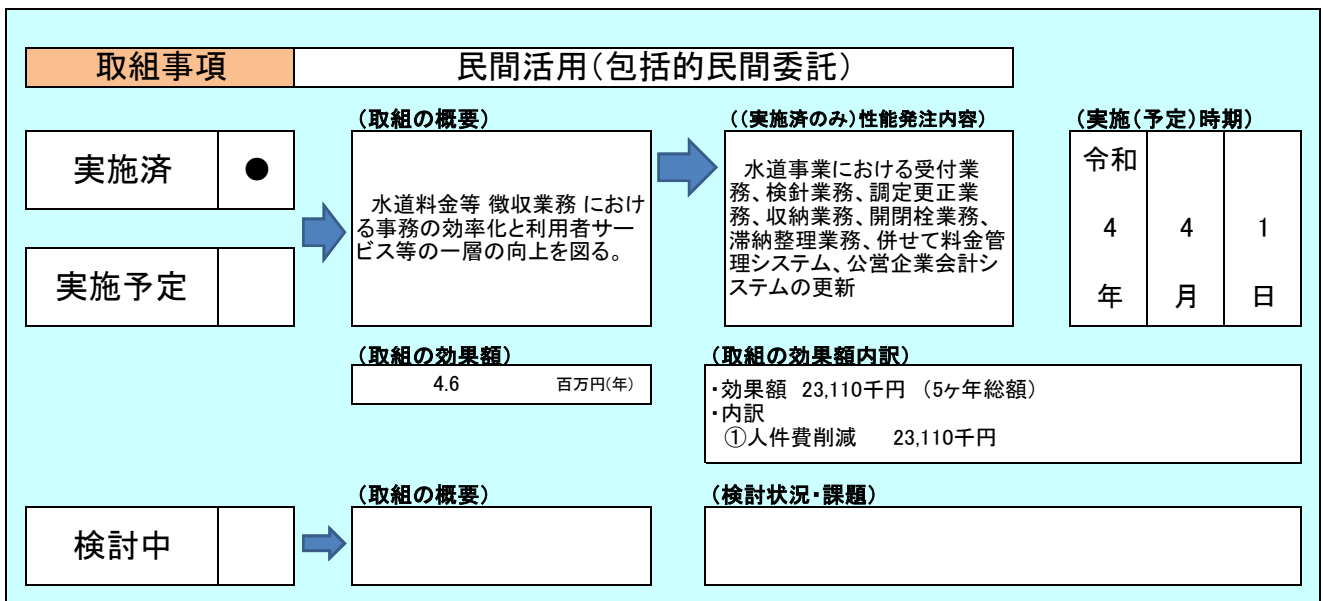 取組事項
民間活用(包括的民間委託)
(取組の概要)
((実施済のみ)性能発注内容)
(実施(予定)時期)
実施済
●
実施予定
水道料金等 徴収業務 におけ
る事務の効率化と利用者サー
ビス等の一層の向上を図る。
水道事業における受付業
務、検針業務、調定更正業
務、収納業務、開閉栓業務、
滞納整理業務、併せて料金管
理システム、公営企業会計シ
ステムの更新
令和
4 4 1
年 月 日
(取組の効果額)
4.6 百万円(年)
(取組の効果額内訳)
・効果額 23,110千円 (5ヶ年総額)
・内訳
①人件費削減 23,110千円
(取組の概要)
(検討状況・課題)
検討中